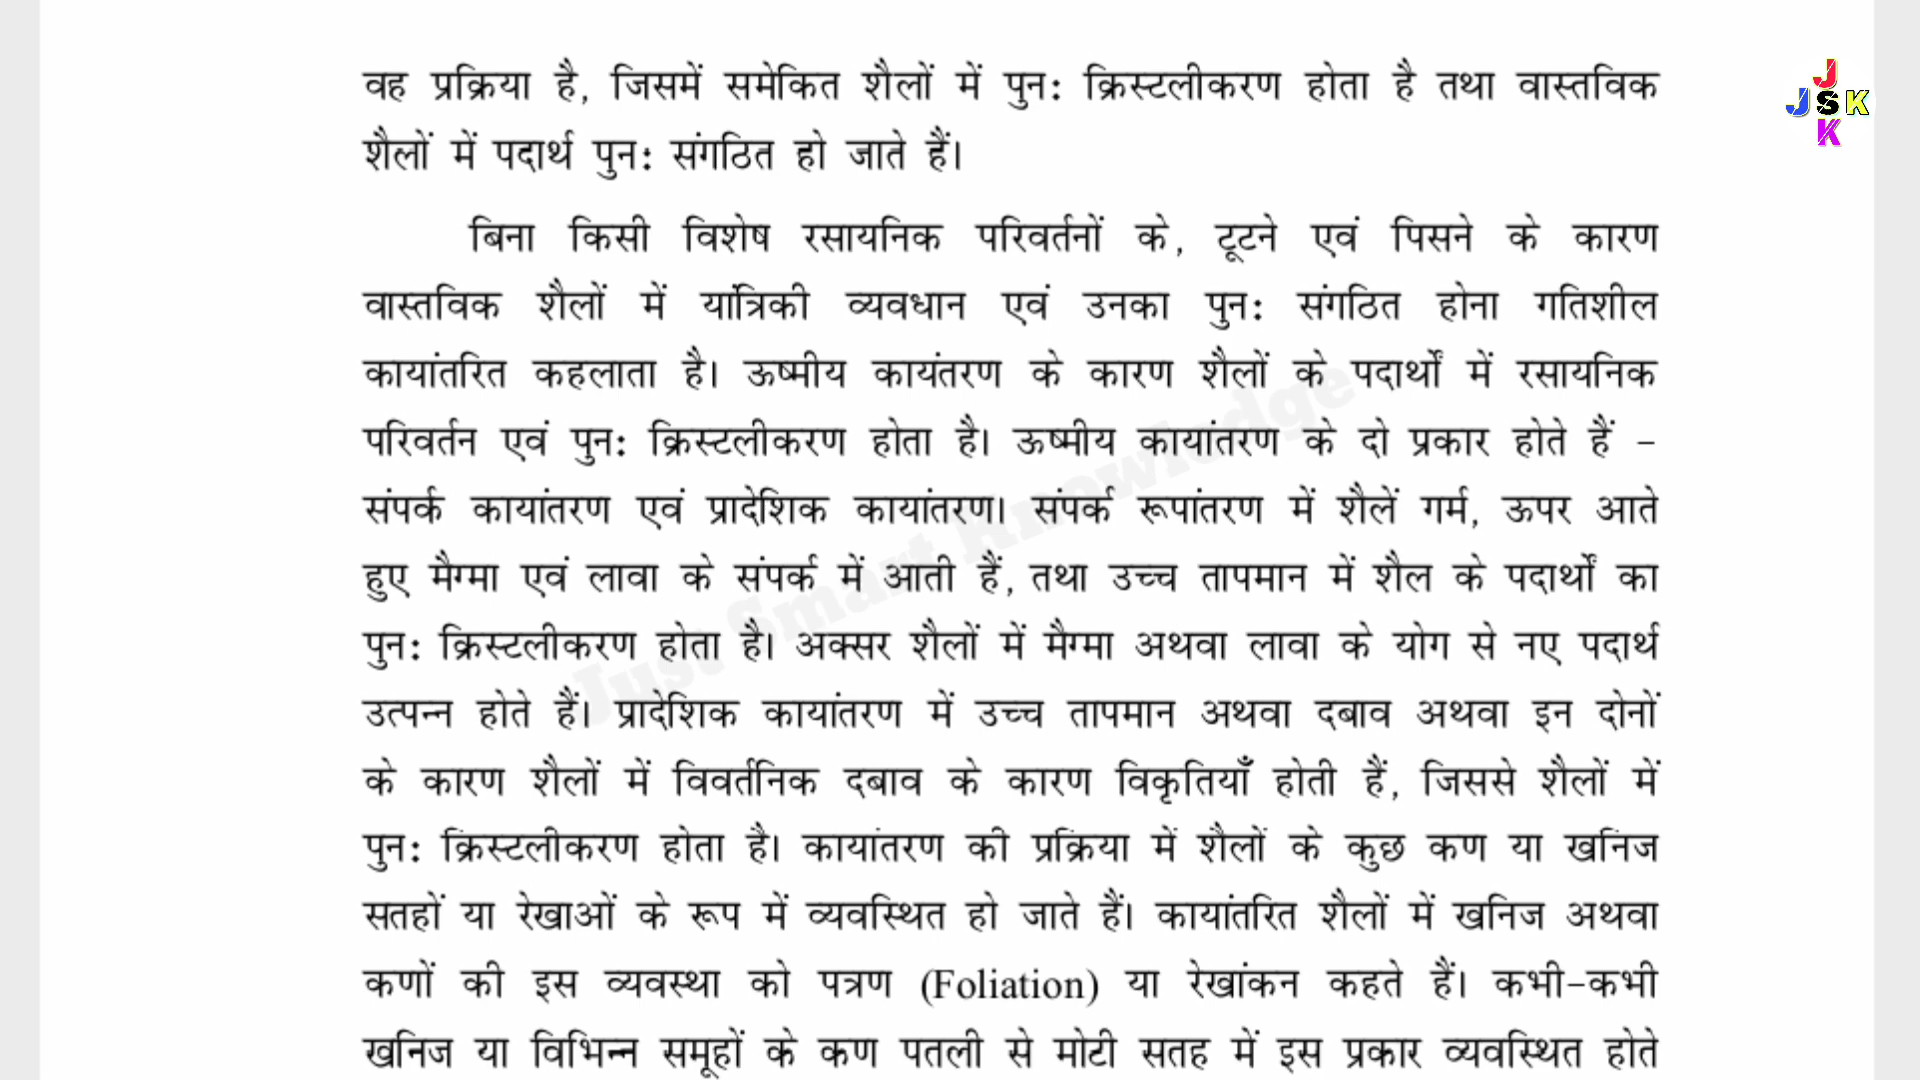 वह प्रक्रिया है, जिसमें समेकित शैलों में पुनः क्रिस्टलीकरण होता है तथा वास्तविक
शैलों में पदार्थ पुनः संगठित हो जाते हैं।
बिना किसी विशेष रसायनिक परिवर्तनों के, टूटने एवं पिसने के कारण
वास्तविक शैलों में यांत्रिकी व्यवधान एवं उनका पुनः संगठित होना गतिशील
कायांतरित कहलाता है। ऊष्मीय कायंतरण के कारण शैलों के पदार्थों में रसायनिक
परिवर्तन एवं पुनः क्रिस्टलीकरण होता है। ऊष्मीय कायांतरण के दो प्रकार होते हैं –
संपर्क कायांतरण एवं प्रादेशिक कायांतरण। संपर्क रूपांतरण में शैलें गर्म, ऊपर आते
हुए मैग्मा एवं लावा के संपर्क में आती हैं, तथा उच्च तापमान में शैल के पदार्थों का
पुनः क्रिस्टलीकरण होता है। अक्सर शैलों में मैग्मा अथवा लावा के योग से नए पदार्थ
उत्पन्न होते हैं। प्रादेशिक कायांतरण में उच्च तापमान अथवा दबाव अथवा इन दोनों
के कारण शैलों में विवर्तनिक दबाव के कारण विकृतियाँ होती हैं, जिससे शैलों में
पुनः क्रिस्टलीकरण होता है। कायांतरण की प्रक्रिया में शैलों के कुछ कण या खनिज
सतहों या रेखाओं के रूप में व्यवस्थित हो जाते हैं। कायांतरित शैलों में खनिज अथवा
कणों की इस व्यवस्था को पत्रण (Foliation) या रेखांकन कहते हैं। कभी–कभी
खनिज या विभिन्न समूहों के कण पतली से मोटी सतह में इस प्रकार व्यवस्थित होते
J
JSK
K
Just Smart Knowledge